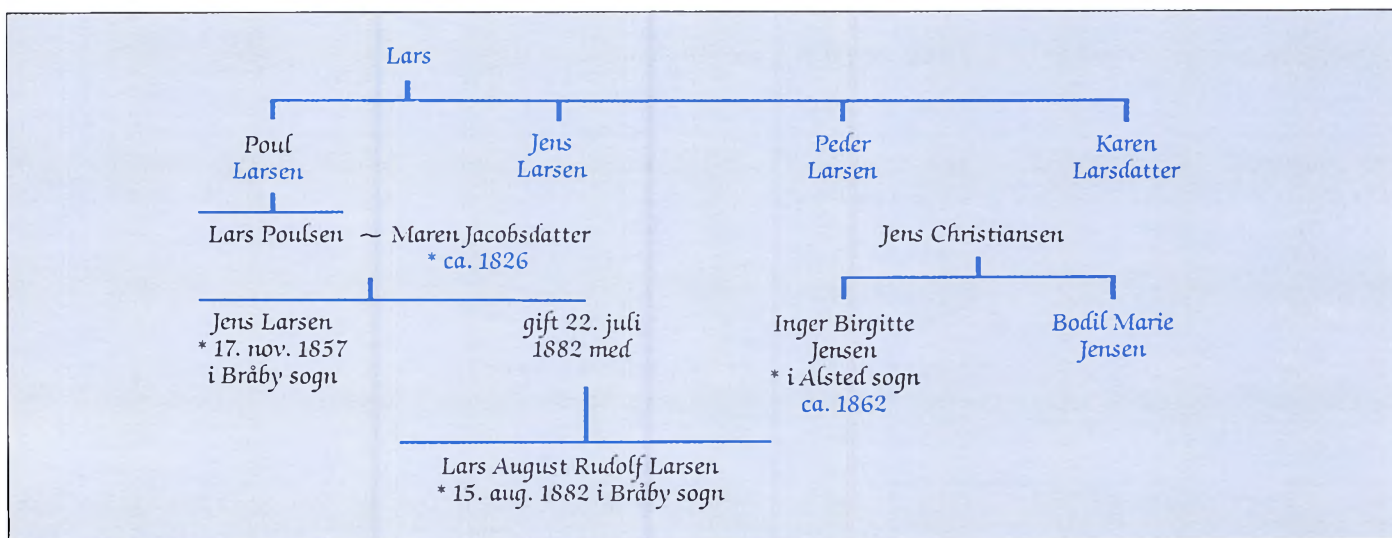 Lars
Poul
Larsen
Jens
Larsen
Peder
Larsen
Karen
Larsdatter
Lars Poulsen ~ Maren Jacobsdatter
* ca. 1826
Jens Christiansen
Jens Larsen
* 17. nov. 1857
i Bråby sogn
gift 22. juli
1882 med
Inger Birgitte
Jensen
* i Alsted sogn
ca. 1862
Bodil Marie
Jensen
Lars August Rudolf Larsen
* 15. aug. 1882 i Bråby sogn